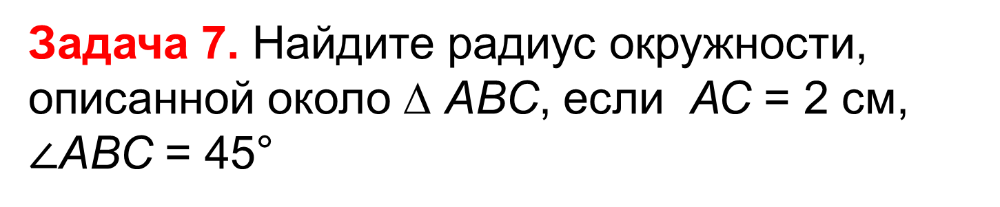 Задача 7. Найдите радиус окружности,
описанной около ∆ ABC, если AC = 2 см,
∠ABC = 45°